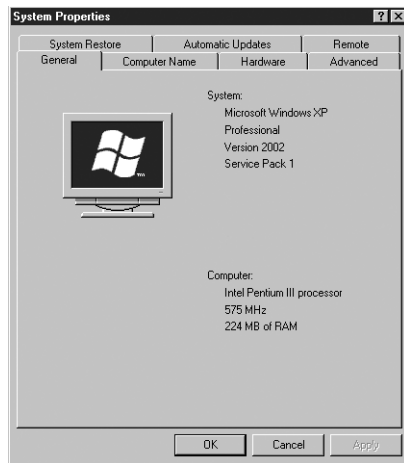 System Properties
System Restore
Automatic Updates
Remote
General
Computer Name
Hardware
Advanced
System:
Microsoft Windows XP
Professional
Version 2002
Service Pack 1
Computer:
Intel Pentium III processor
575 MHz
224 MB of RAM
OK
Cancel
Apply